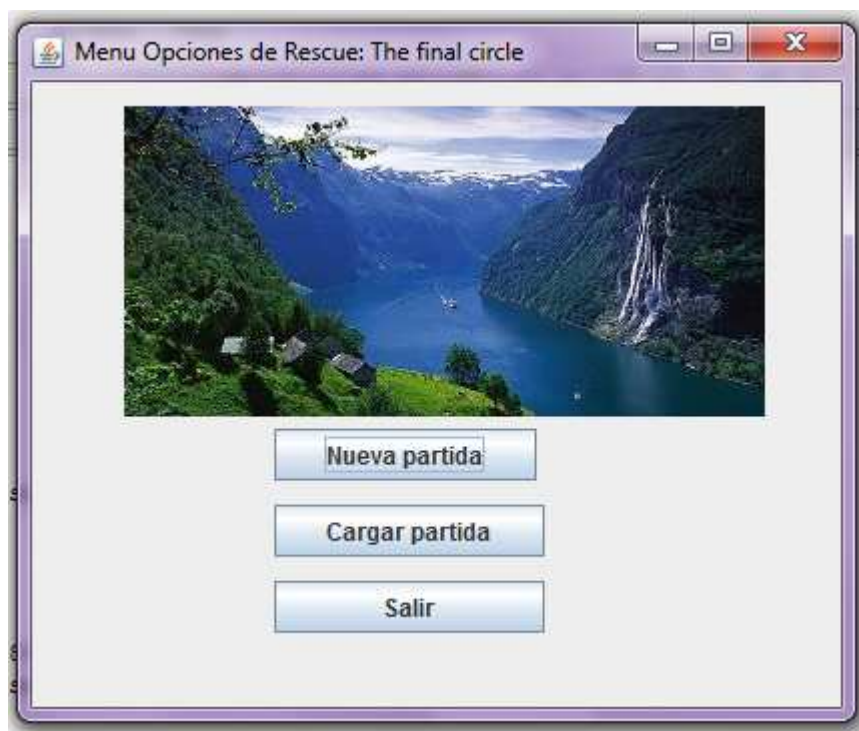 Menu Opciones de Rescue: The final circle
Nueva partida
Cargar partida
Salir